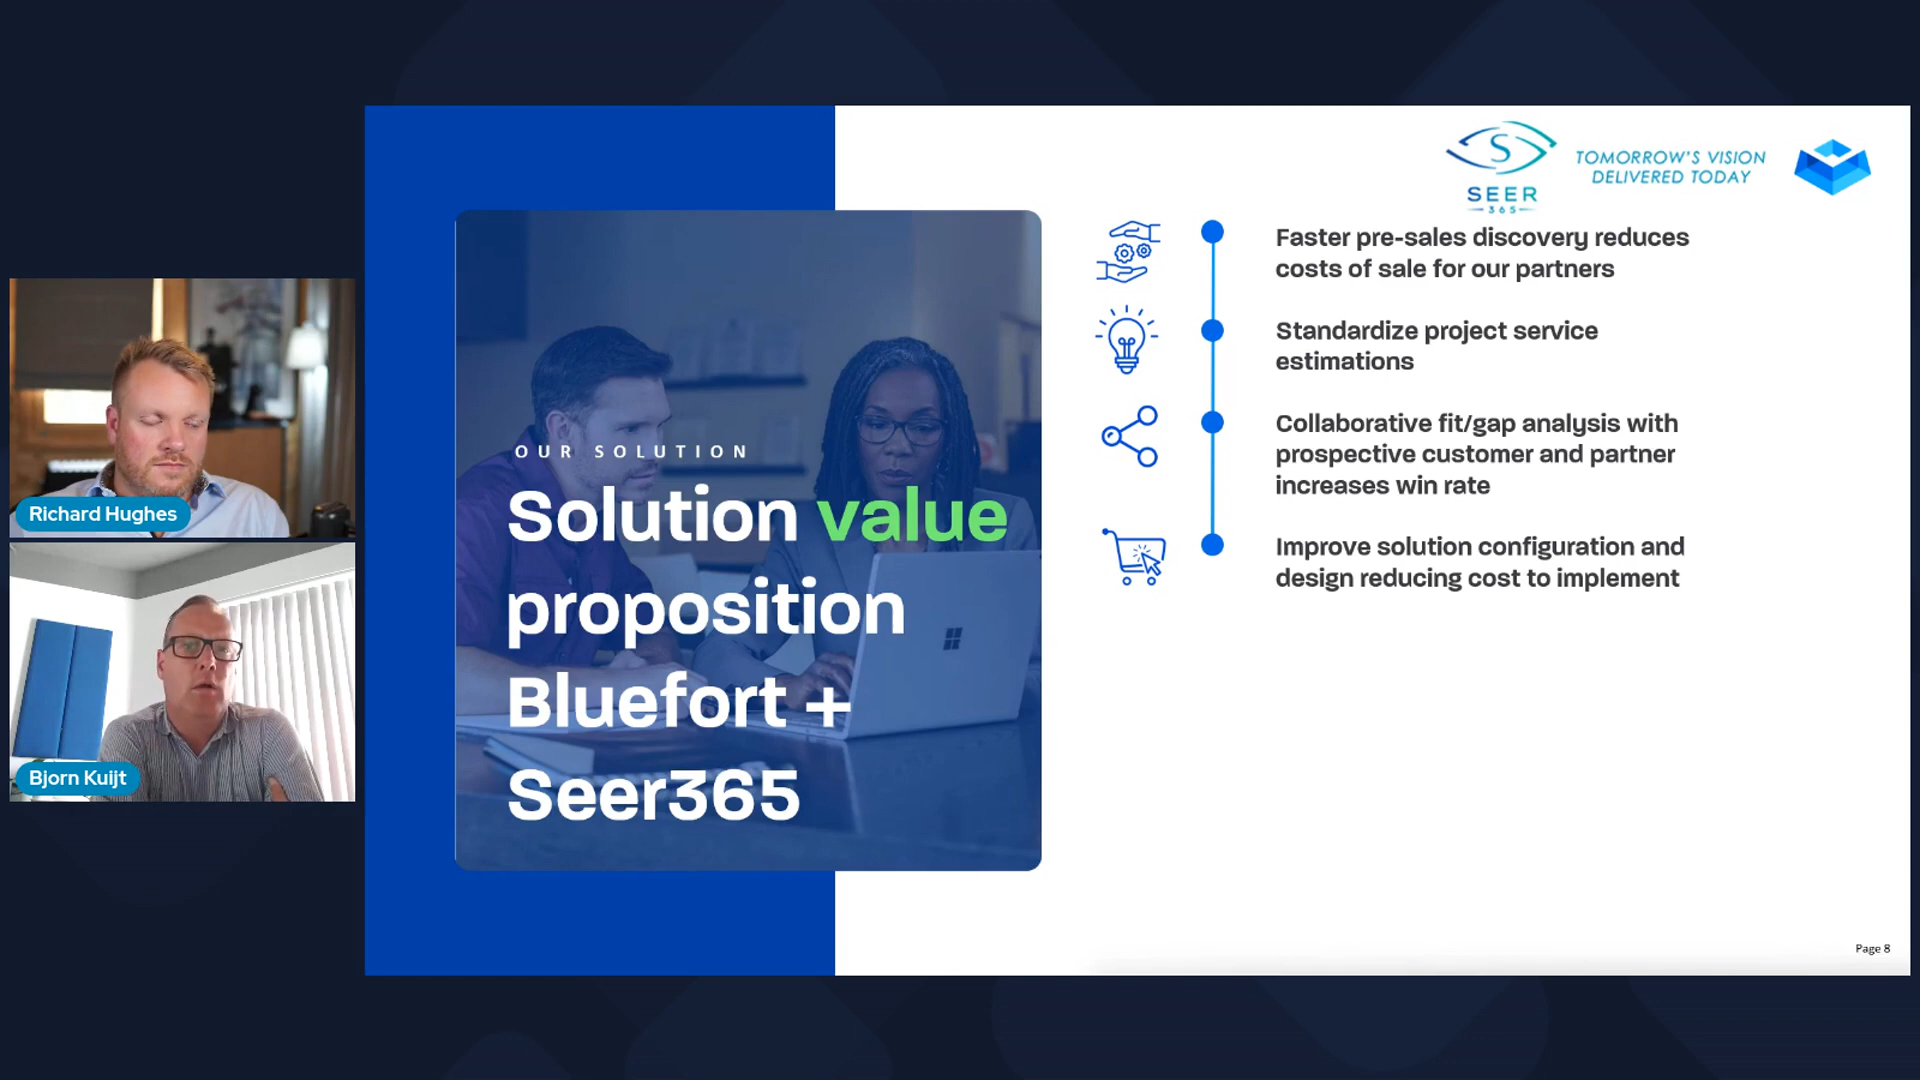 Richard Hughes
Bjorn Kuijt
OUR SOLUTION
Solution value
proposition
Bluefort +
Seer365
S
SEER
365
TOMORROW'S VISION
DELIVERED TODAY
Faster pre-sales discovery reduces
costs of sale for our partners
Standardize project service
estimations
Collaborative fit/gap analysis with
prospective customer and partner
increases win rate
Improve solution configuration and
design reducing cost to implement
Page 8